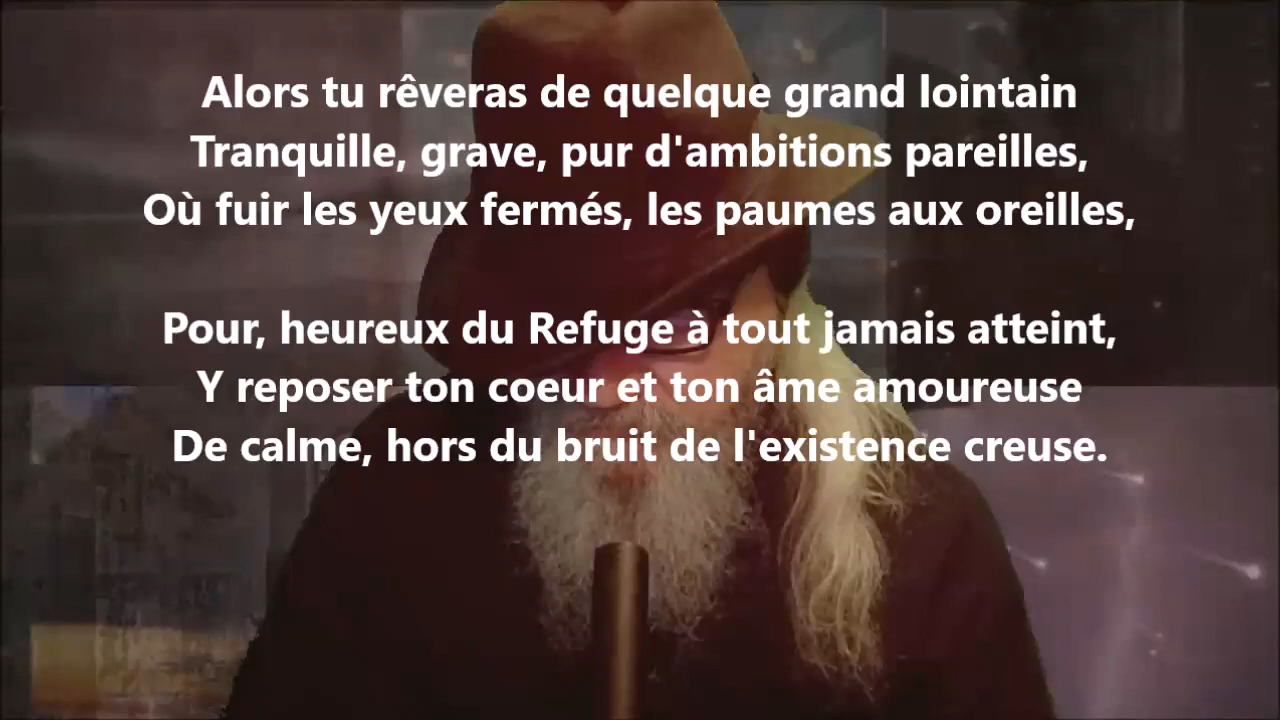 Alors tu rêveras de quelque grand lointain
Tranquille, grave, pur d'ambitions pareilles,
Où fuir les yeux fermés, les paumes aux oreilles,
Pour, heureux du Refuge à tout jamais atteint,
Y reposer ton coeur et ton âme amoureuse
De calme, hors du bruit de l'existence creuse.